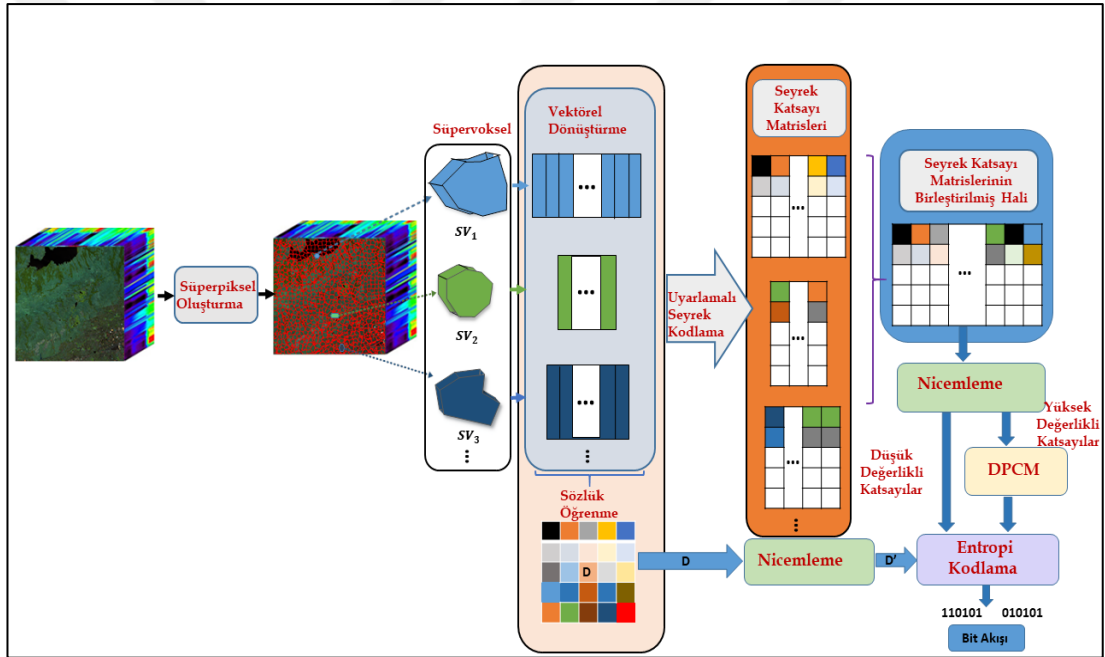 Süperpiksel
Oluşturma
Süpervoksel
SV₁
SV₂
SV₃
⋮
Vektörel
Dönüştürme
...
...
...
⋮
Sözlük
Öğrenme
D
Uyarlamalı
Seyrek
Kodlama
Seyrek
Katsayı
Matrisleri
...
...
...
⋮
Seyrek Katsayı
Matrislerinin
Birleştirilmiş Hali
...
Nicemleme
Yüksek
Değerlikli
Katsayılar
Düşük
Değerlikli
Katsayılar
DPCM
D
Nicemleme
D'
Entropi
Kodlama
110101 010101
Bit Akışı